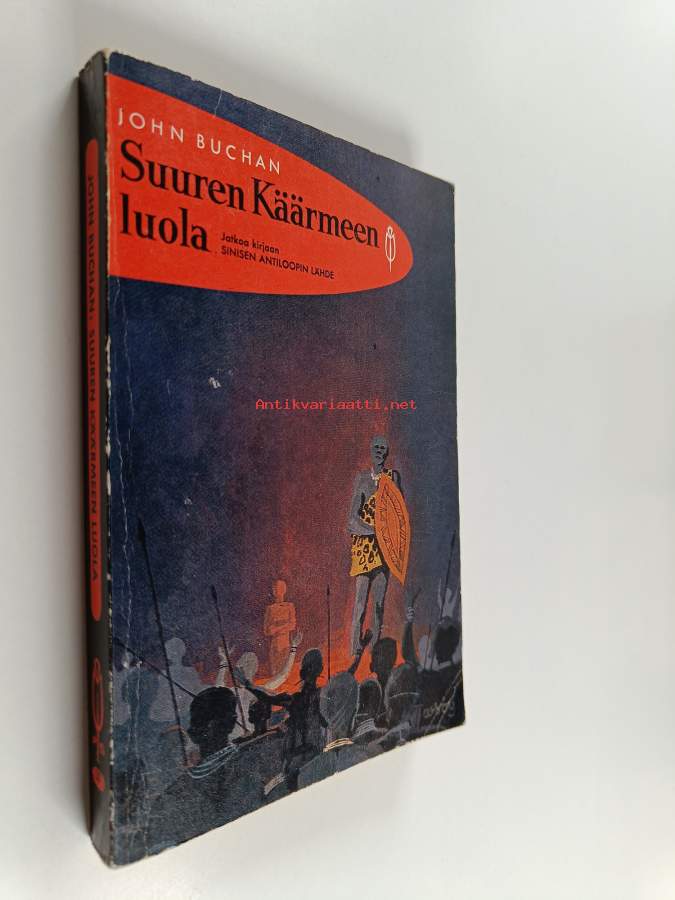 JOHN BUCHAN
Suuren Käärmeen
luola
Jatkoa kirjaan
SINISEN ANTILOOPIN LÄHDE
JOHN BUCHAN: SUUREN KÄÄRMEEN LUOLA
Antikvariaatti.net